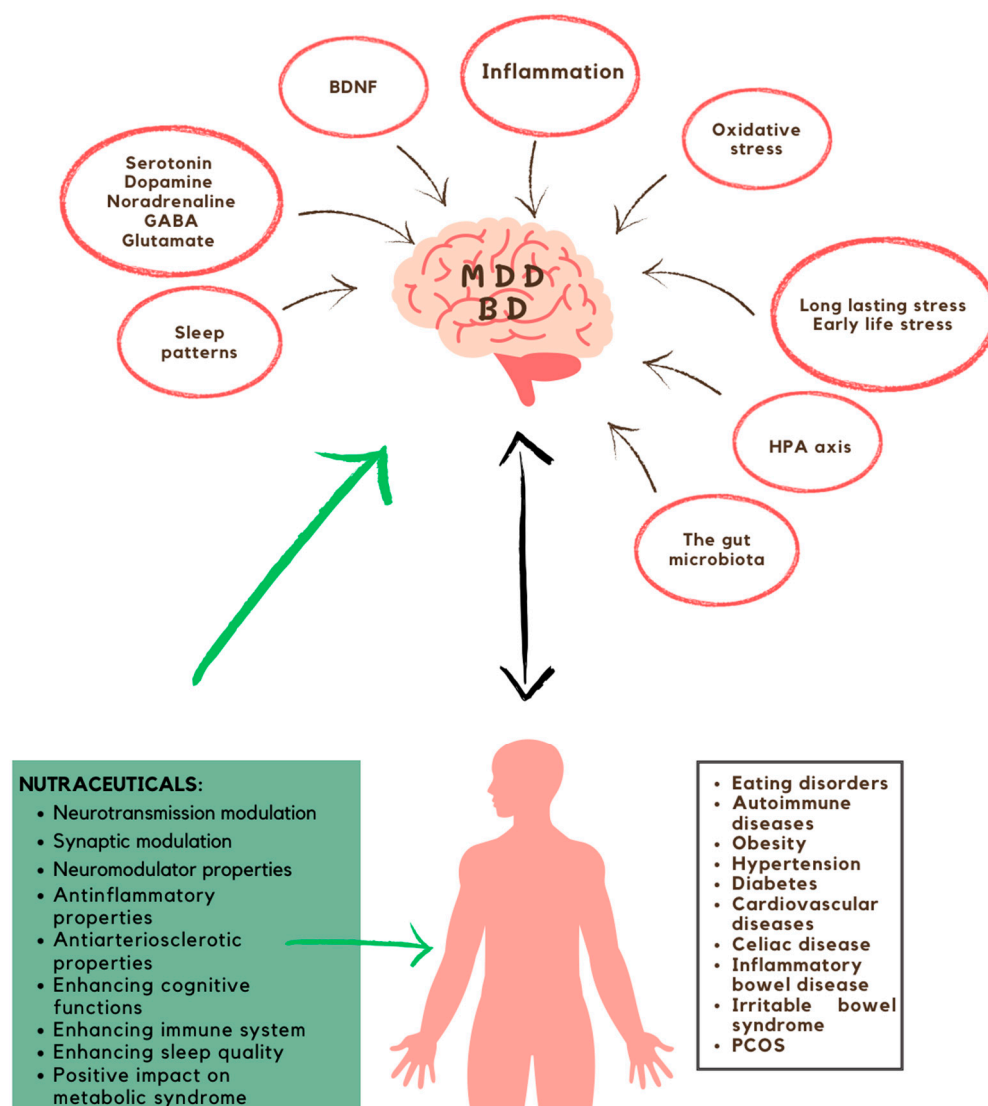 BDNF
Inflammation
Oxidative
stress
Serotonin
Dopamine
Noradrenaline
GABA
Glutamate
MDD
BD
Long lasting stress
Early life stress
Sleep
patterns
HPA axis
The gut
microbiota
NUTRACEUTICALS:
• Neurotransmission modulation
• Synaptic modulation
• Neuromodulator properties
• Antinflammatory
properties
• Antiarteriosclerotic
properties
• Enhancing cognitive
functions
• Enhancing immune system
• Enhancing sleep quality
• Positive impact on
metabolic syndrome
• Eating disorders
• Autoimmune
diseases
• Obesity
• Hypertension
• Diabetes
• Cardiovascular
diseases
• Celiac disease
• Inflammatory
bowel disease
• Irritable bowel
syndrome
• PCOS